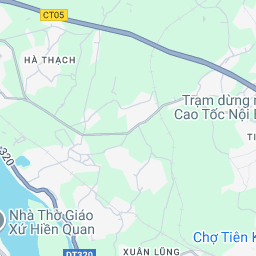 CT05
HÀ THẠCH
Trạm dừng n
Cao Tốc Nội B
320
Nhà Thờ Giáo
Xứ Hiền Quan
DT320
XUÂN LŨNG
Chợ Tiên K